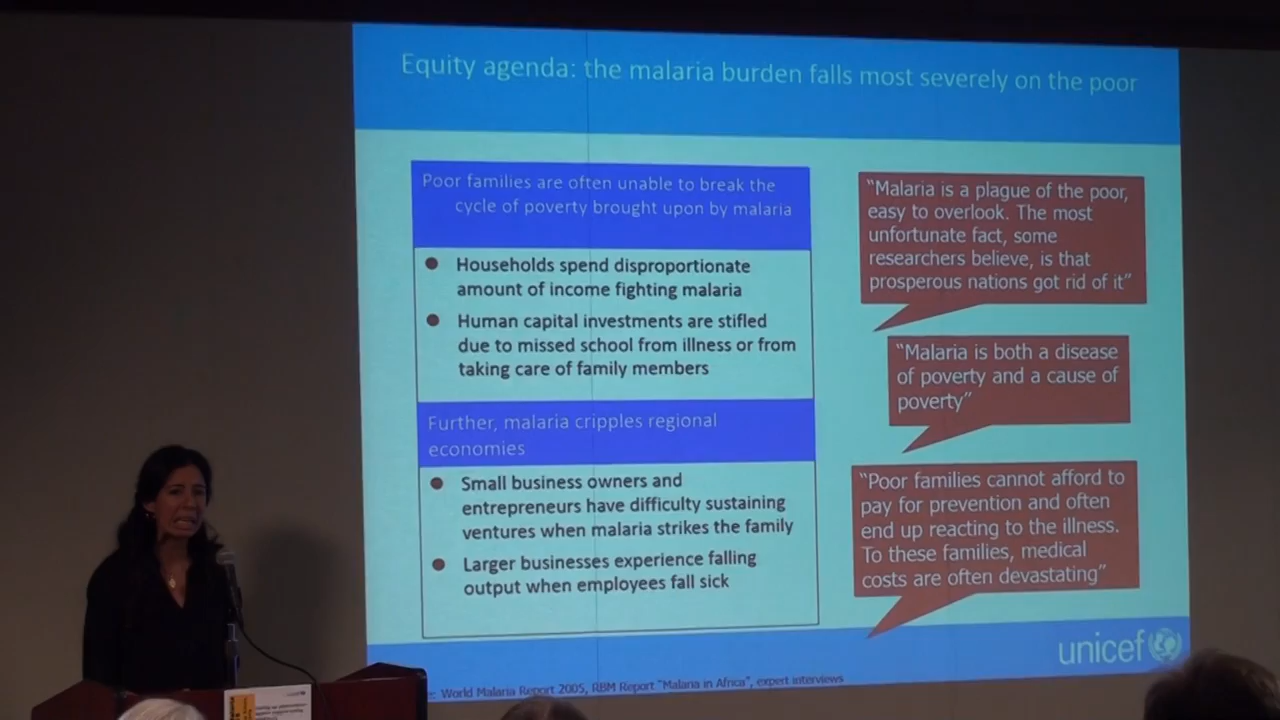 Equity agenda: the malaria burden falls most severely on the poor
Poor families are often unable to break the
cycle of poverty brought upon by malaria
Households spend disproportionate
amount of income fighting malaria
Human capital investments are stifled
due to missed school from illness or from
taking care of family members
Further, malaria cripples regional
economies
Small business owners and
entrepreneurs have difficulty sustaining
ventures when malaria strikes the family
Larger businesses experience falling
output when employees fall sick
“Malaria is a plague of the poor,
easy to overlook. The most
unfortunate fact, some
researchers believe, is that
prosperous nations got rid of it”
“Malaria is both a disease
of poverty and a cause of
poverty”
“Poor families cannot afford to
pay for prevention and often
end up reacting to the illness.
To these families, medical
costs are often devastating”
unicef
: World Malaria Report 2005, RBM Report “Malaria in Africa”, expert interviews